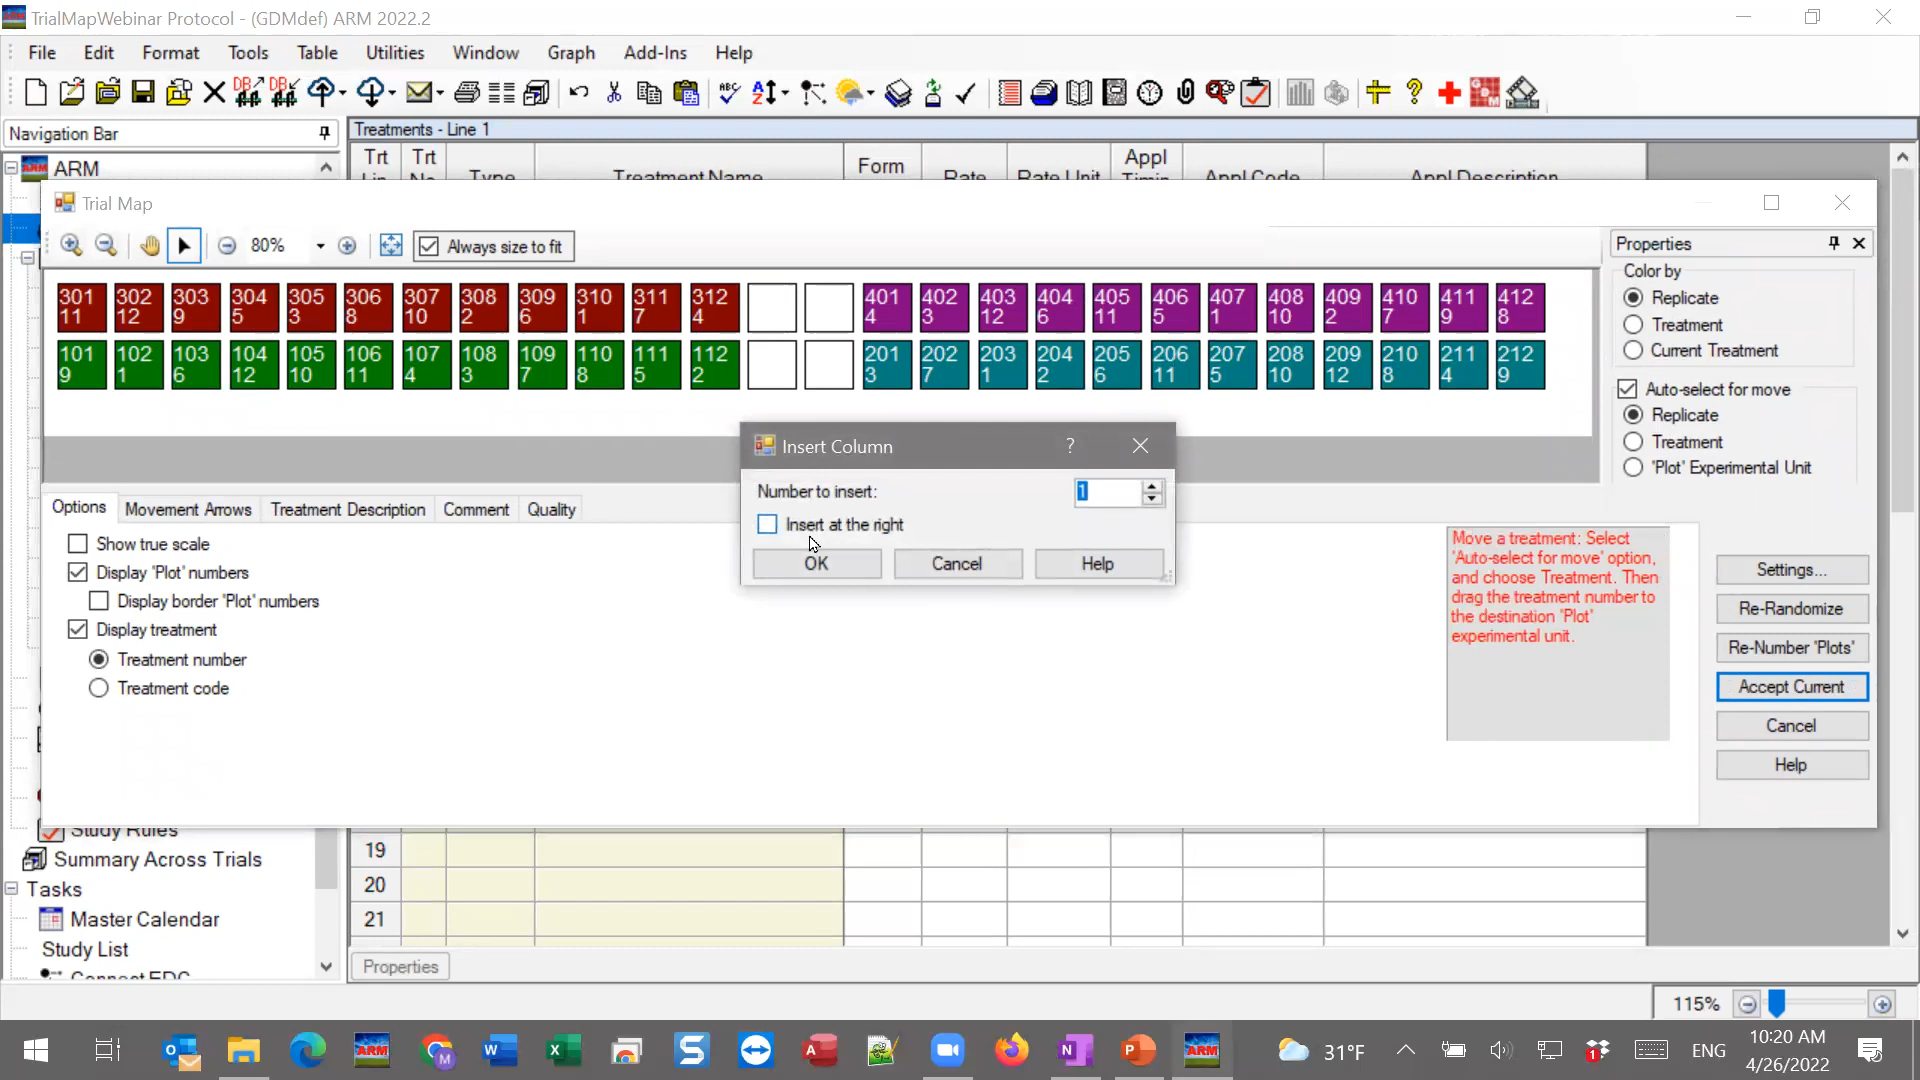 TrialMapWebinar Protocol - (GDMdef) ARM 2022.2
File Edit Format Tools Table Utilities Window Graph Add-Ins Help
Navigation Bar
ARM
Treatments - Line 1
Trt Trt Form Appl
No Type Treatment Name Rate Rate Unit Appl Code Appl Description
Trial Map
80% Always size to fit
301 302 303 304 305 306 307 308 309 310 311 312 401 402 403 404 405 406 407 408 409 410 411 412
11 12 9 5 3 8 10 2 6 1 7 4 4 3 12 6 11 5 1 10 2 7 9 8
101 102 103 104 105 106 107 108 109 110 111 112 201 202 203 204 205 206 207 208 209 210 211 212
9 1 6 12 10 11 4 3 7 8 5 2 3 7 1 2 6 11 5 10 12 8 4 9
Properties
Color by
Replicate
Treatment
Current Treatment
Auto-select for move
Replicate
Treatment
'Plot' Experimental Unit
Insert Column ?
Number to insert: 1
Insert at the right
OK Cancel Help
Options Movement Arrows Treatment Description Comment Quality
Show true scale
Display 'Plot' numbers
Display border 'Plot' numbers
Display treatment
Treatment number
Treatment code
Move a treatment: Select
'Auto-select for move' option,
and choose Treatment. Then
drag the treatment number to
the destination 'Plot'
experimental unit.
Settings...
Re-Randomize
Re-Number 'Plots'
Accept Current
Cancel
Help
Study Rules
Summary Across Trials
Tasks
Master Calendar
Study List
Connect EDC
19
20
21
Properties
115%
31°F
ENG
10:20 AM
4/26/2022